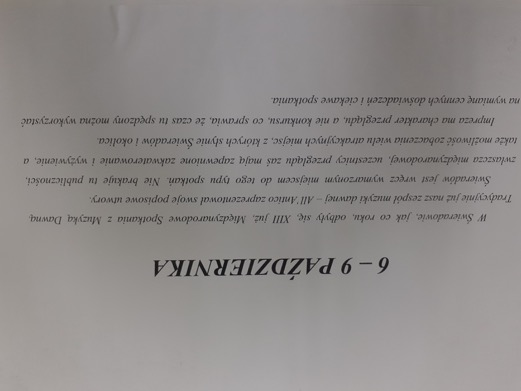 6 – 9 PAŹDZIERNIKA
W Świeradowie, jak co roku, odbyły się, XIII już, Międzynarodowe Spotkania z Muzyką Dawną.
Tradycyjnie już nasz zespół muzyki dawnej – All'Antico zaprezentował swoje popisowe utwory.
Świeradów jest wręcz wymarzonym miejscem do tego typu spotkań. Nie brakuje tu publiczności,
zwłaszcza międzynarodowej, uczestnicy przeglądu zaś mają zapewnione zakwaterowanie i wyżywienie, a
także możliwość zobaczenia wielu atrakcyjnych miejsc, z których słynie Świeradów i okolica.
Impreza ma charakter przeglądu, a nie konkursu, co sprawia, że czas tu spędzony można wykorzystać
na wymianę cennych doświadczeń i ciekawe spotkania.